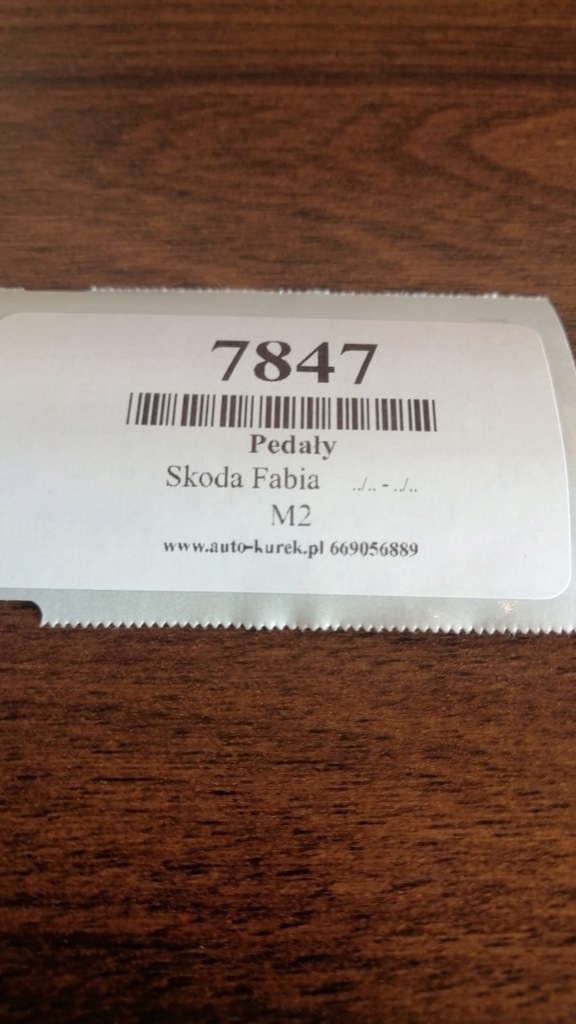 7847
Pedały
Skoda Fabia ../.. - ../..
M2
www.auto-kurek.pl 669056889